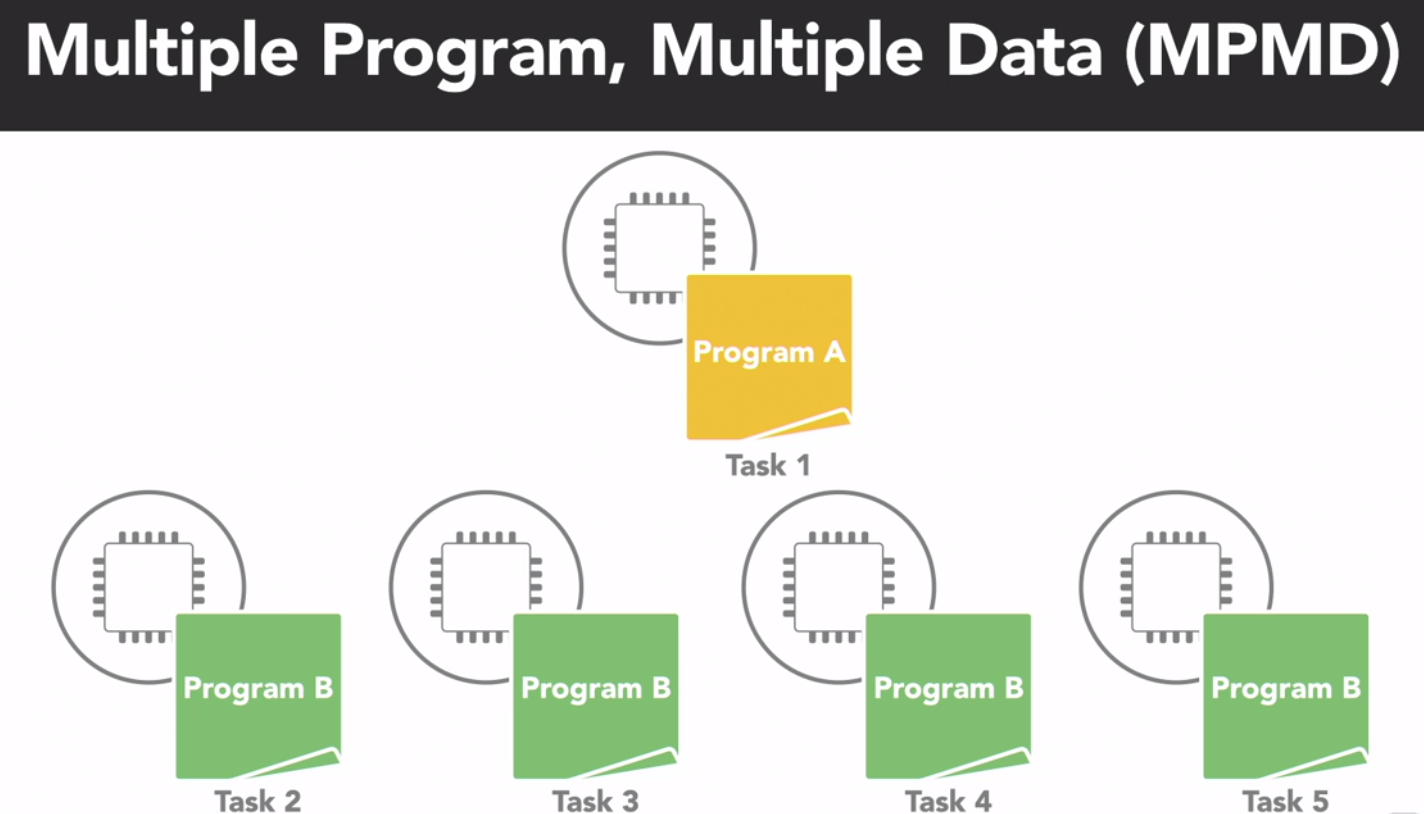 Multiple Program, Multiple Data (MPMD)
Program A
Task 1
Program B
Task 2
Program B
Task 3
Program B
Task 4
Program B
Task 5